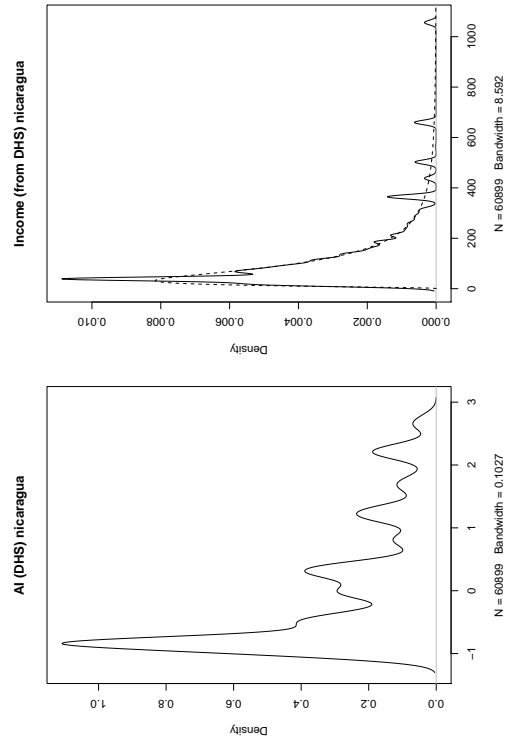 AI (DHS) nicaragua
Density
0.0 0.2 0.4 0.6 0.8 1.0
−1 0 1 2 3
N = 60899 Bandwidth = 0.1027
Income (from DHS) nicaragua
Density
0.000 0.002 0.004 0.006 0.008 0.010
0 200 400 600 800 1000
N = 60899 Bandwidth = 8.592